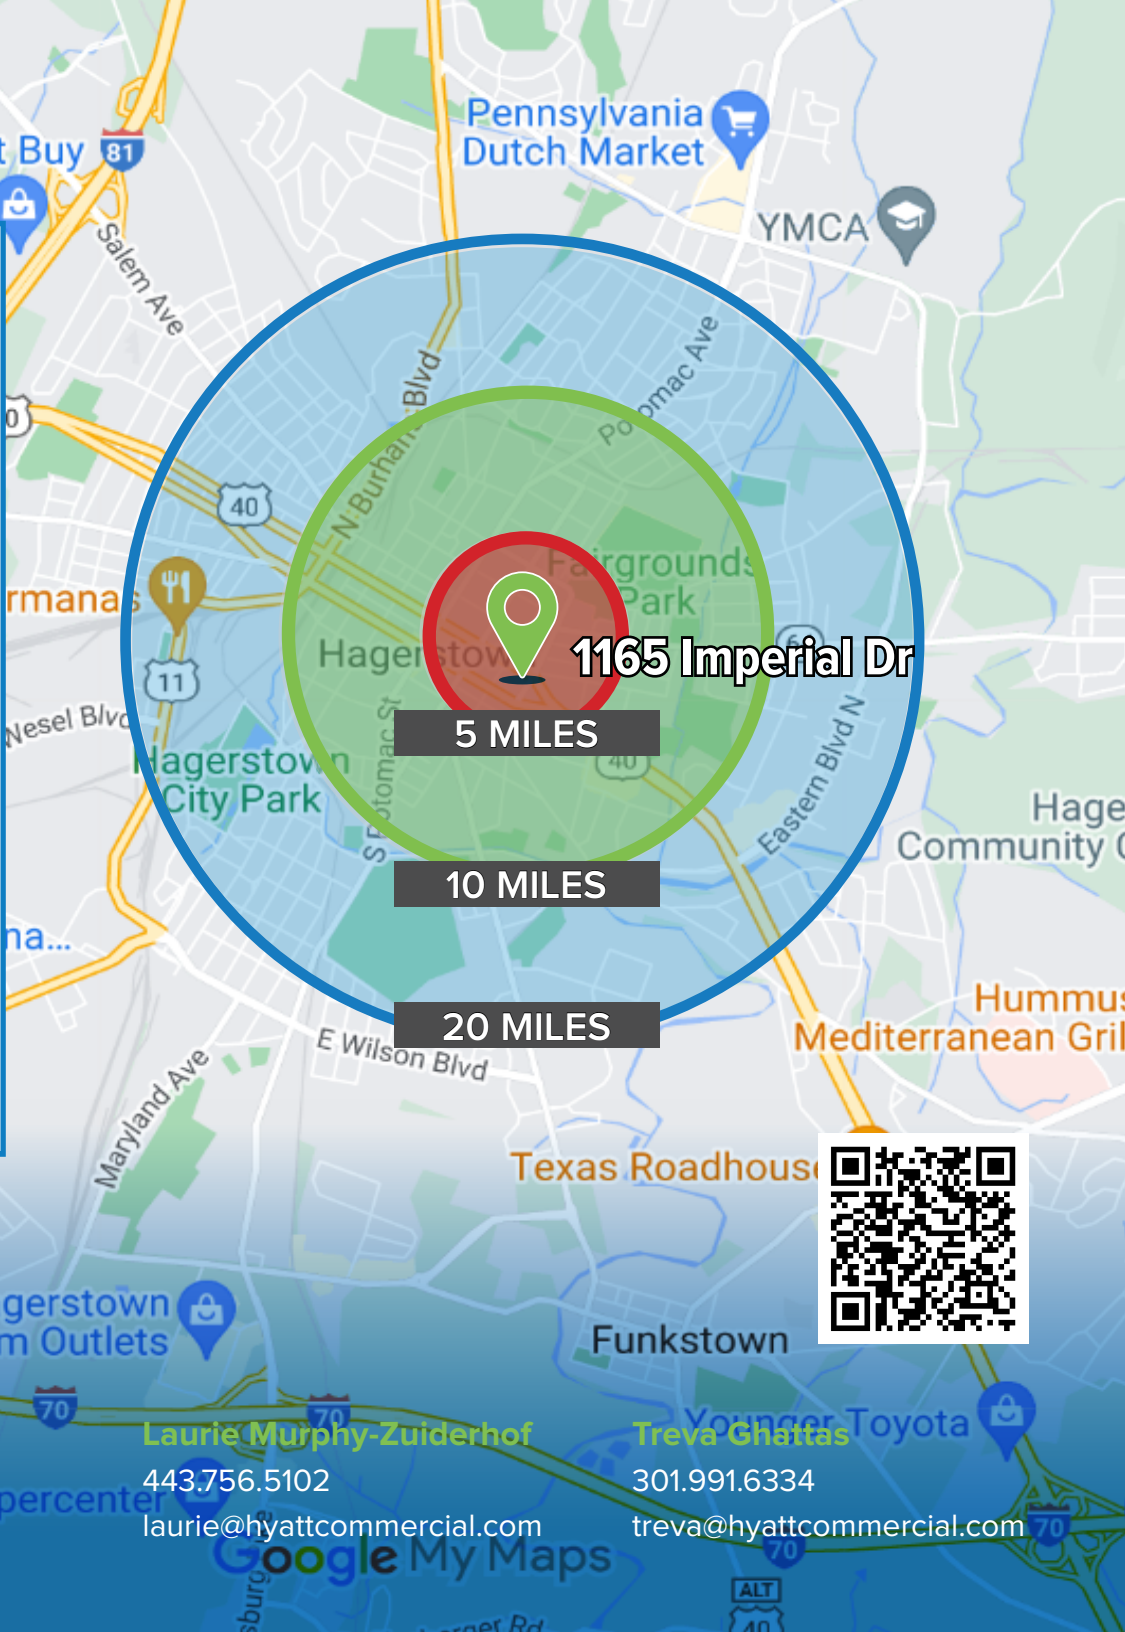 Pennsylvania
Dutch Market
t Buy
81
YMCA
Salem Ave
N Burhans Blvd
Potomac Ave
0
40
Fairgrounds
Park
rmanas
Hagerstown
1165 Imperial Dr
11
Nesel Blvd
5 MILES
40
Hagerstown
City Park
S Potomac St
Eastern Blvd N
Hage
Community C
10 MILES
na...
Hummus
Mediterranean Gril
20 MILES
E Wilson Blvd
Maryland Ave
Texas Roadhouse
gerstown
m Outlets
Funkstown
70
70
Younger Toyota
Laurie Murphy-Zuiderhof
443.756.5102
laurie@hyattcommercial.com
Treva Ghattas
301.991.6334
treva@hyattcommercial.com
percenter
70
70
Google My Maps
ALT
40